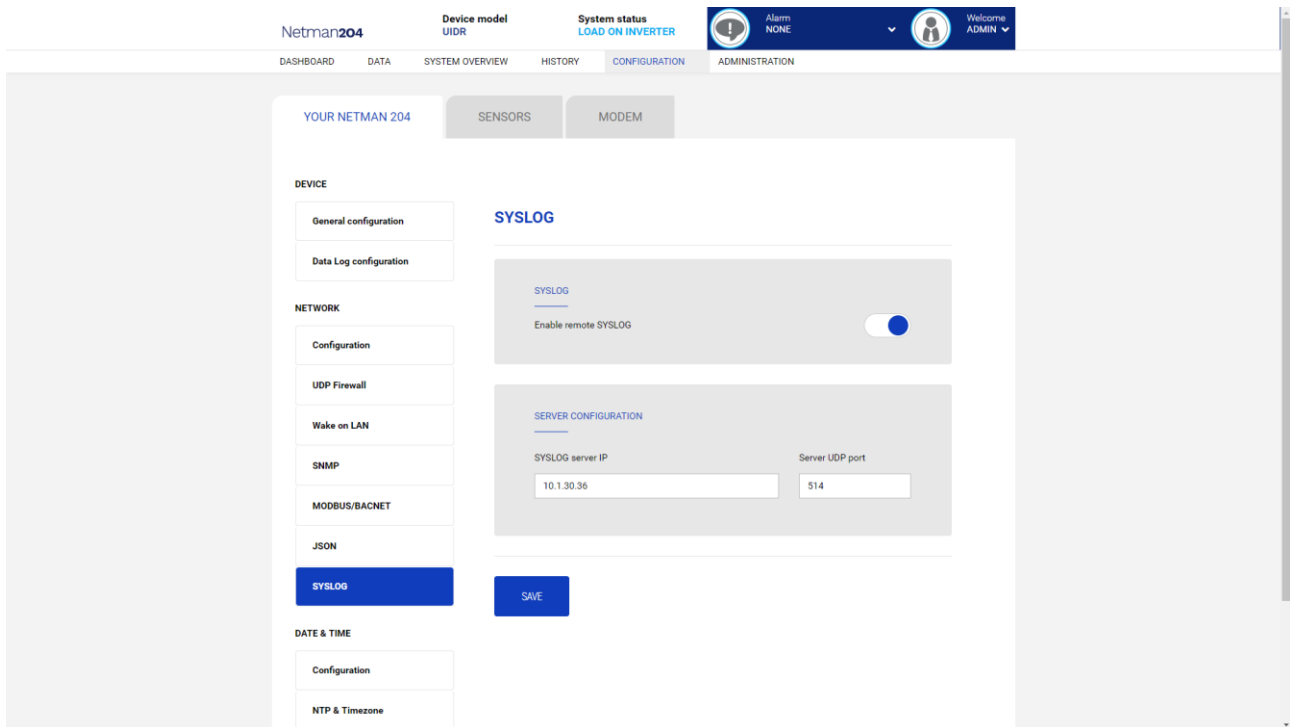 Netman204
Device model
UIDR
System status
LOAD ON INVERTER
Alarm
NONE
Welcome
ADMIN
DASHBOARD DATA SYSTEM OVERVIEW HISTORY CONFIGURATION ADMINISTRATION
YOUR NETMAN 204 SENSORS MODEM
DEVICE
General configuration
Data Log configuration
NETWORK
Configuration
UDP Firewall
Wake on LAN
SNMP
MODBUS/BACNET
JSON
SYSLOG
DATE & TIME
Configuration
NTP & Timezone
SYSLOG
SYSLOG
Enable remote SYSLOG
SERVER CONFIGURATION
SYSLOG server IP Server UDP port
10.1.30.36 514
SAVE